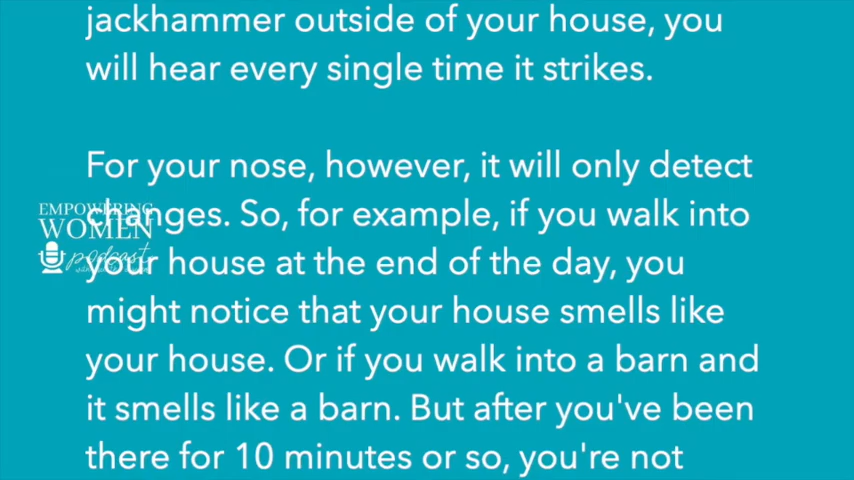 jackhammer outside of your house, you
will hear every single time it strikes.
For your nose, however, it will only detect
changes. So, for example, if you walk into
EMPOWERING
WOMEN
podcast
your house at the end of the day, you
might notice that your house smells like
your house. Or if you walk into a barn and
it smells like a barn. But after you've been
there for 10 minutes or so, you're not